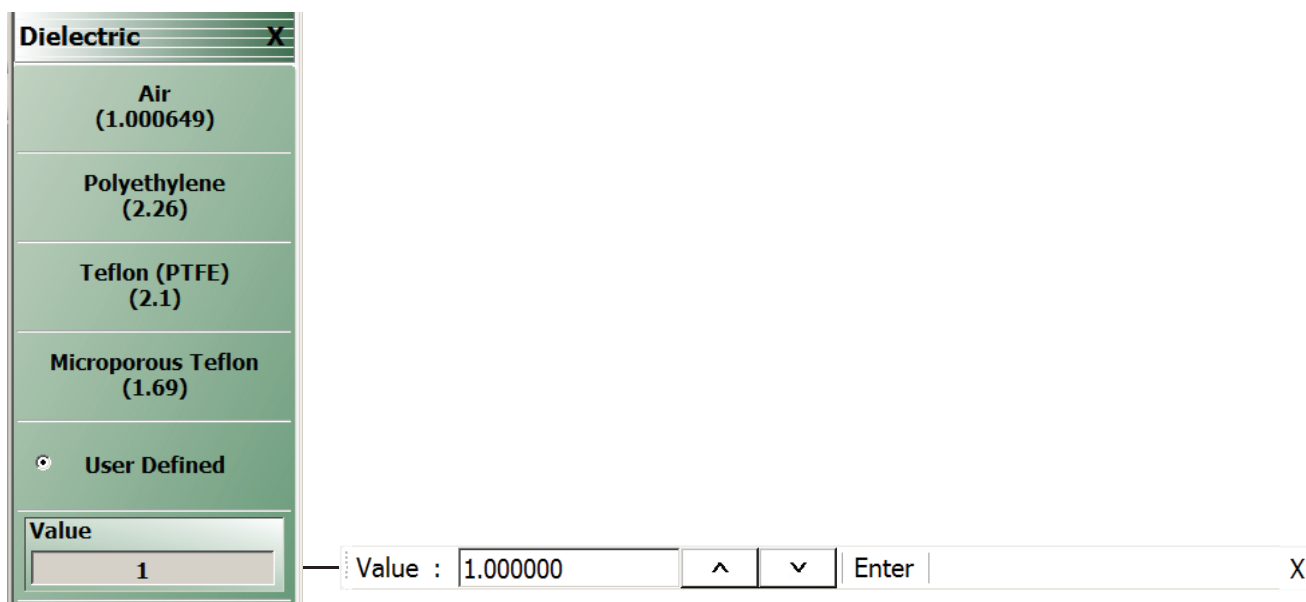 Dielectric X
Air
(1.000649)
Polyethylene
(2.26)
Teflon (PTFE)
(2.1)
Microporous Teflon
(1.69)
User Defined
Value
1
Value : 1.000000 ^ v Enter X